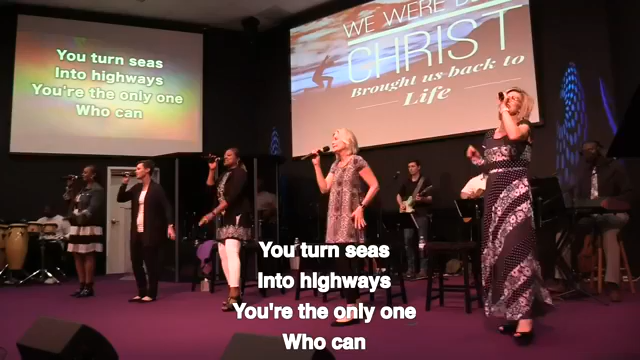 You turn seas
Into highways
You're the only one
Who can
WE WERE
CHRIST
Brought us back to
Life
You turn seas
Into highways
You're the only one
Who can